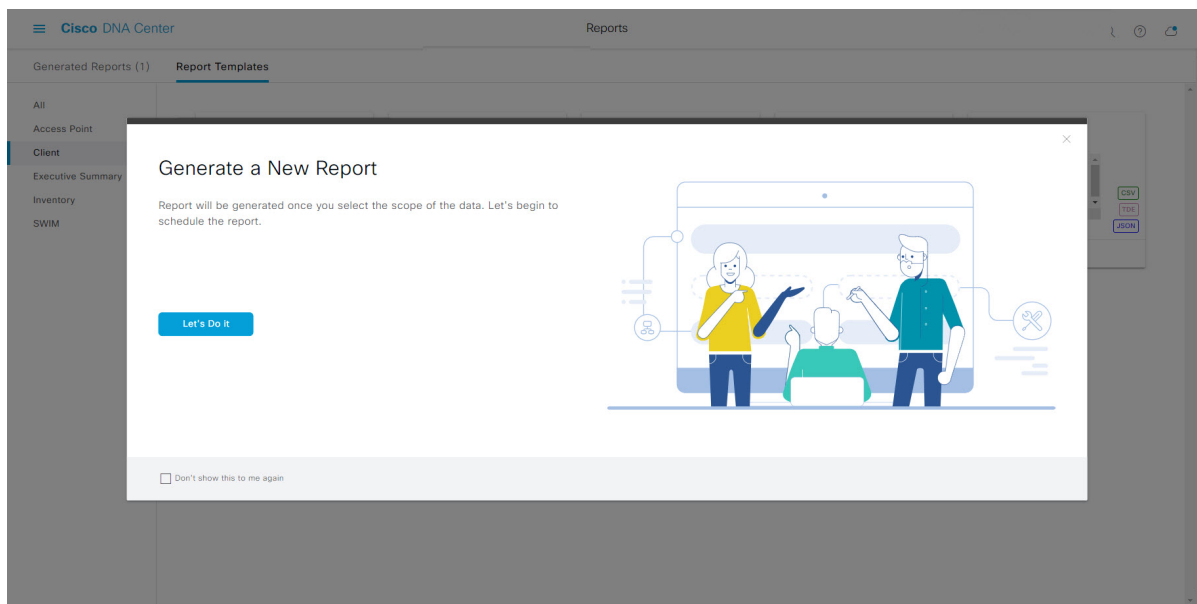 Cisco DNA Center
Reports
Generated Reports (1)
Report Templates
All
Access Point
Client
Executive Summary
Inventory
SWIM
Generate a New Report
Report will be generated once you select the scope of the data. Let's begin to
schedule the report.
Let's Do it
Don't show this to me again
CSV
TDE
JSON